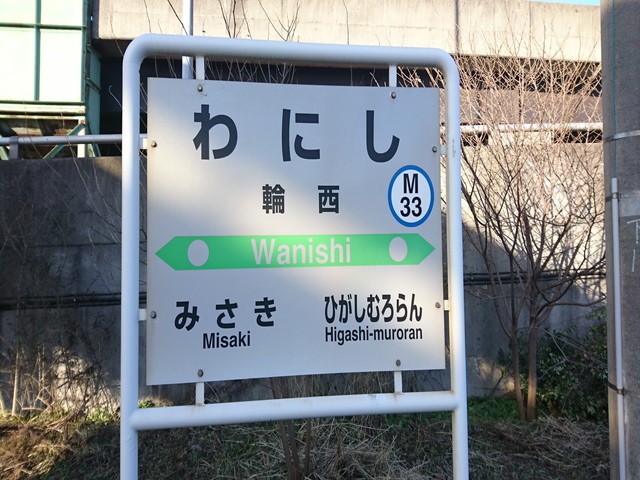 わにし
輪西
M
33
Wanishi
みさき ひがしむろらん
Misaki Higashi-muroran